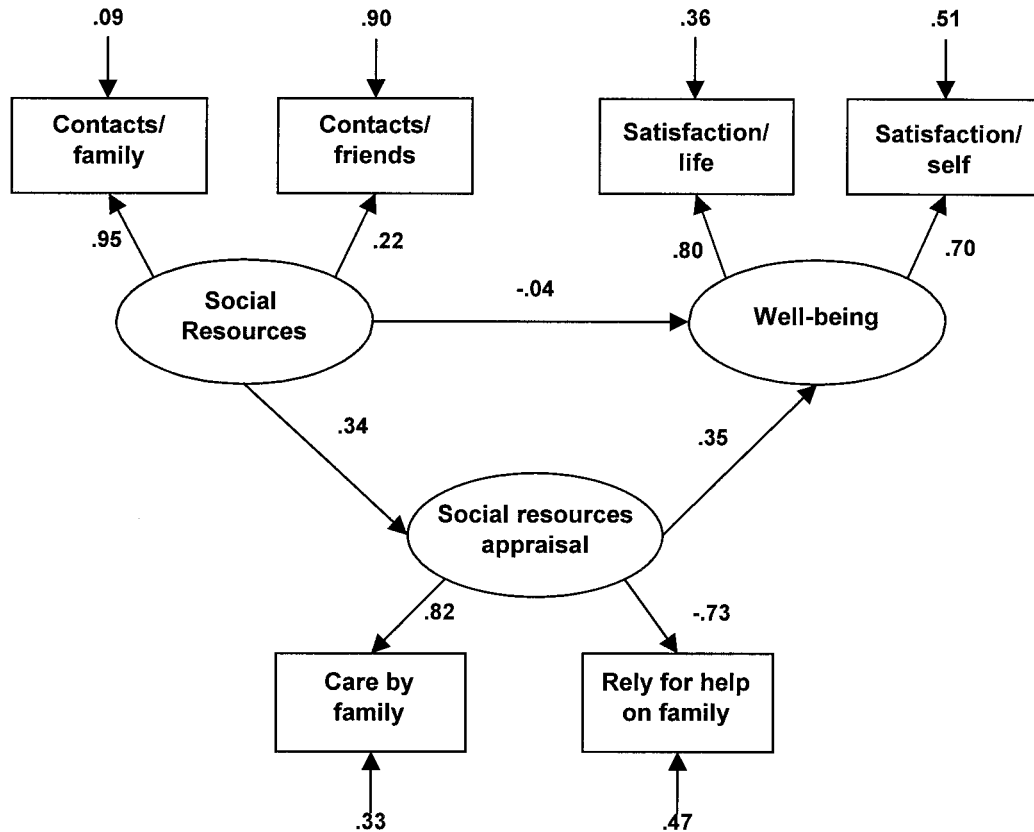 .09
.90
.36
.51
Contacts/
family
Contacts/
friends
Satisfaction/
life
Satisfaction/
self
.95
.22
.80
.70
Social
Resources
-.04
Well-being
.34
.35
Social resources
appraisal
.82
-.73
Care by
family
Rely for help
on family
.33
.47